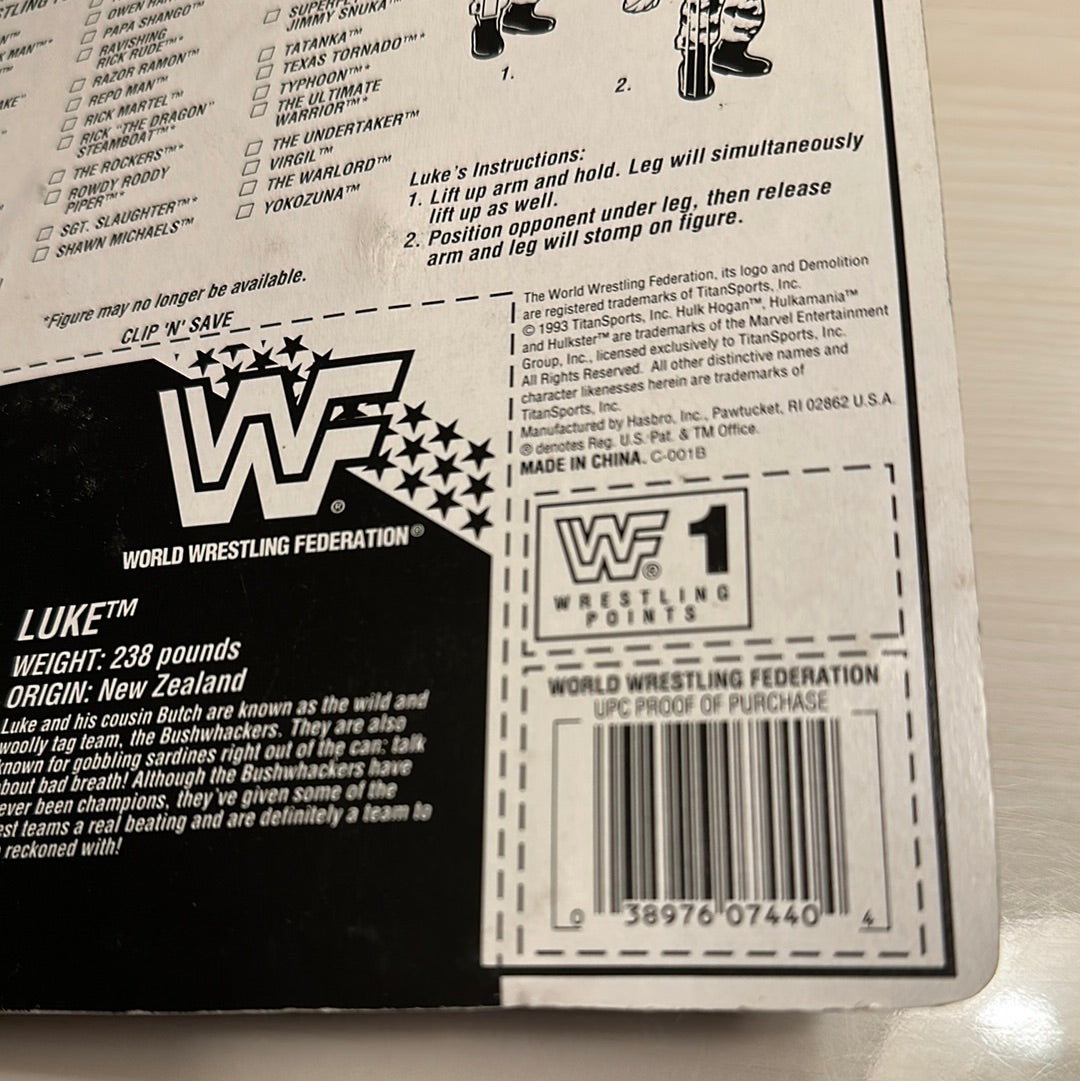 OWEN
PAPA SHANGO™
RAVISHING
RICK RUDE™*
RAZOR RAMON™
REPO MAN™
RICK MARTEL™
RICK "THE DRAGON"
STEAMBOAT™*
THE ROCKERS™*
ROWDY RODDY
PIPER™*
SGT. SLAUGHTER™*
SHAWN MICHAELS™
JIMMY SNUKA™
TATANKA™
TEXAS TORNADO™*
TYPHOON™*
THE ULTIMATE
WARRIOR™*
THE UNDERTAKER™
VIRGIL™
THE WARLORD™
YOKOZUNA™
*Figure may no longer be available.
CLIP 'N' SAVE
1.
2.
Luke's Instructions:
1. Lift up arm and hold. Leg will simultaneously
lift up as well.
2. Position opponent under leg, then release
arm and leg will stomp on figure.
The World Wrestling Federation, its logo and Demolition
are registered trademarks of TitanSports, Inc.
© 1993 TitanSports, Inc. Hulk Hogan™, Hulkamania™
and Hulkster™ are trademarks of the Marvel Entertainment
Group, Inc., licensed exclusively to TitanSports, Inc.
All Rights Reserved. All other distinctive names and
character likenesses herein are trademarks of
TitanSports, Inc.
Manufactured by Hasbro, Inc., Pawtucket, RI 02862 U.S.A.
® denotes Reg. U.S. Pat. & TM Office.
MADE IN CHINA. C-001B
WF®
WORLD WRESTLING FEDERATION®
LUKE™
WEIGHT: 238 pounds
ORIGIN: New Zealand
Luke and his cousin Butch are known as the wild and
woolly tag team, the Bushwhackers. They are also
known for gobbling sardines right out of the can; talk
about bad breath! Although the Bushwhackers have
ever been champions, they've given some of the
est teams a real beating and are definitely a team to
reckoned with!
WF® 1
WRESTLING
POINTS
WORLD WRESTLING FEDERATION
UPC PROOF OF PURCHASE
0 38976 07440 4